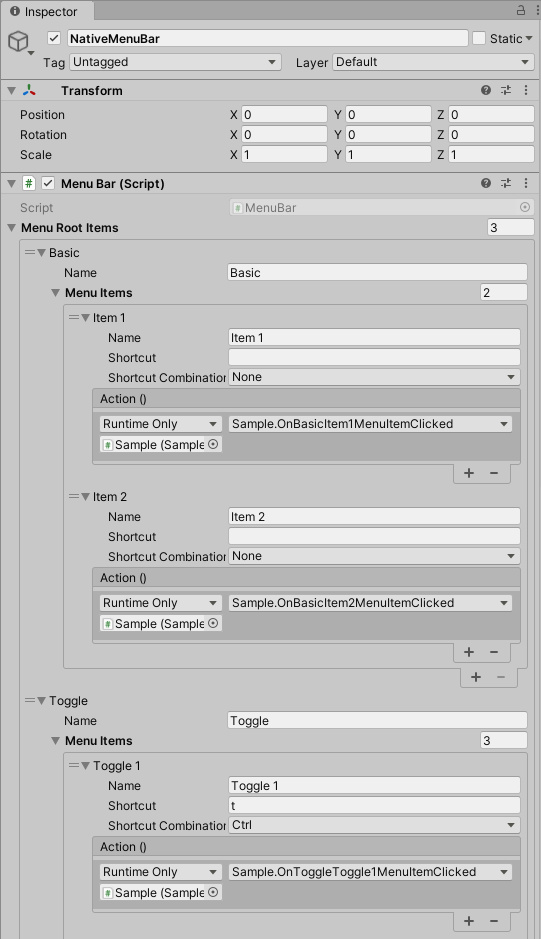 Inspector
NativeMenuBar Static
Tag Untagged Layer Default
Transform
Position X 0 Y 0 Z 0
Rotation X 0 Y 0 Z 0
Scale X 1 Y 1 Z 1
# Menu Bar (Script)
Script # MenuBar
Menu Root Items 3
Basic
Name Basic
Menu Items 2
Item 1
Name Item 1
Shortcut
Shortcut Combination None
Action ()
Runtime Only Sample.OnBasicItem1MenuItemClicked
# Sample (Sample
+ −
Item 2
Name Item 2
Shortcut
Shortcut Combination None
Action ()
Runtime Only Sample.OnBasicItem2MenuItemClicked
# Sample (Sample
+ −
+ −
Toggle
Name Toggle
Menu Items 3
Toggle 1
Name Toggle 1
Shortcut t
Shortcut Combination Ctrl
Action ()
Runtime Only Sample.OnToggleToggle1MenuItemClicked
# Sample (Sample
+ −